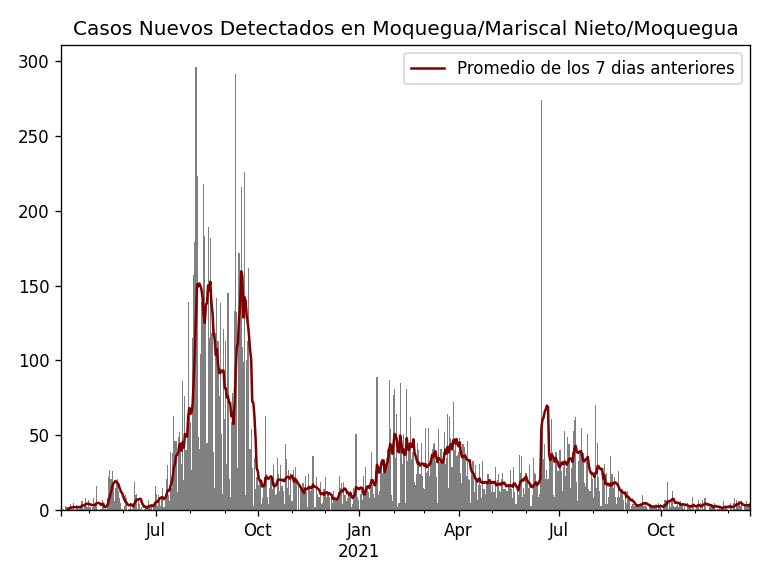 Casos Nuevos Detectados en Moquegua/Mariscal Nieto/Moquegua
Promedio de los 7 dias anteriores
300
250
200
150
100
50
0
Jul
Oct
Jan
2021
Apr
Jul
Oct